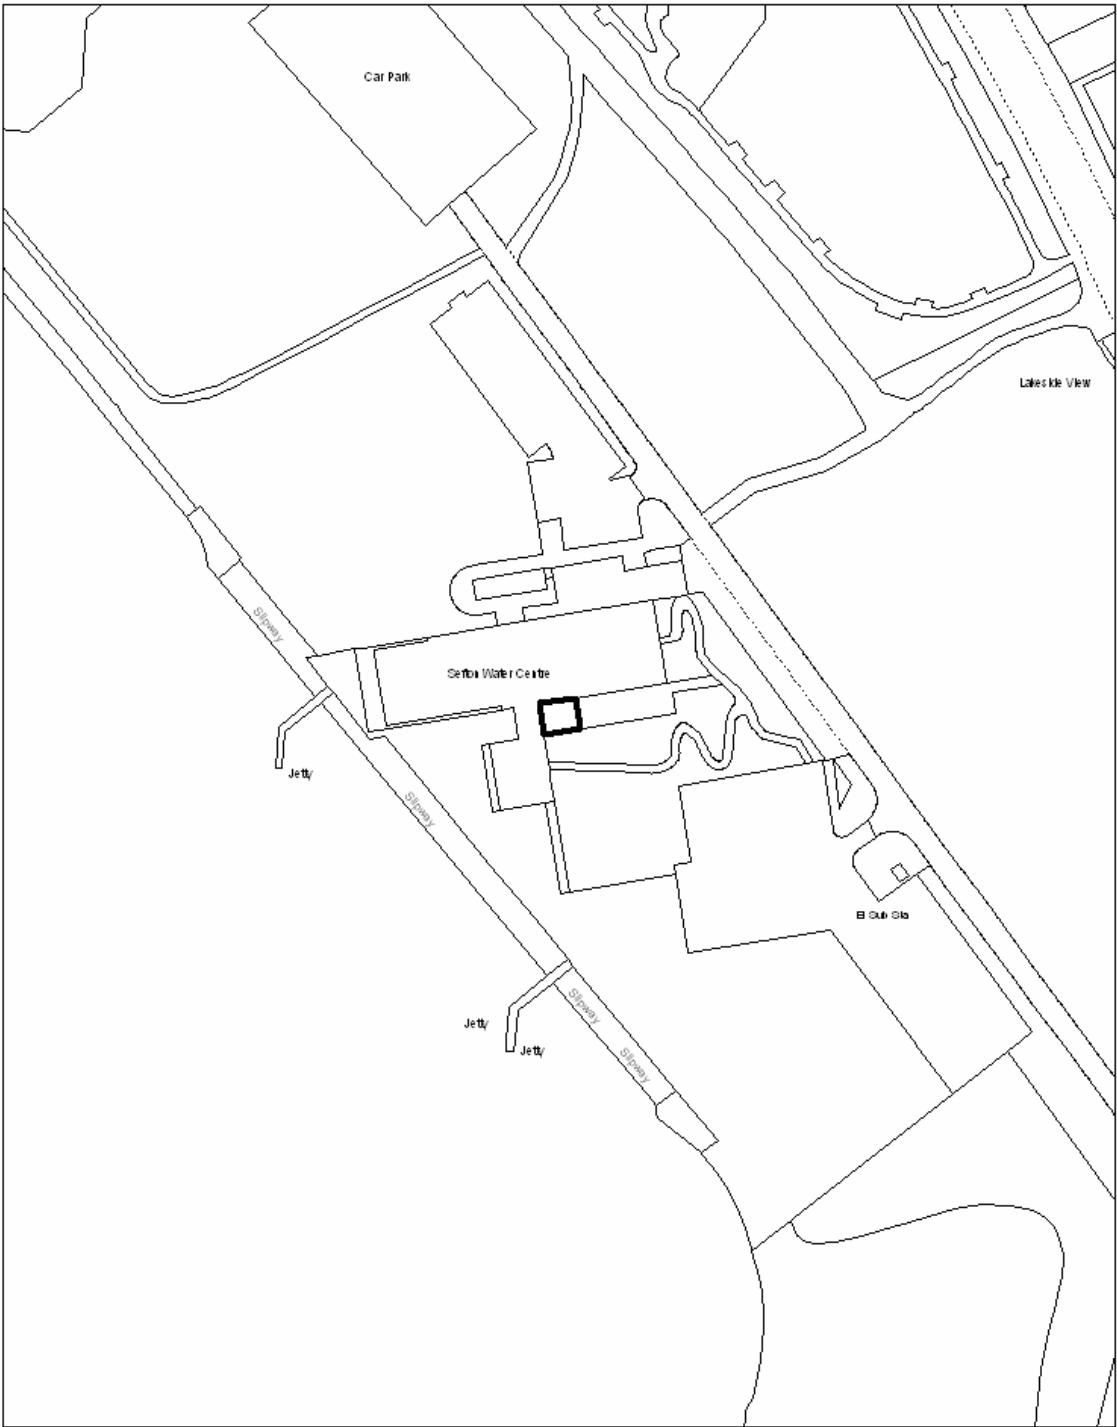 Car Park
Lakeside View
Slipway
Sefton Water Centre
Jetty
Slipway
El Sub Sta
Slipway
Jetty
Jetty
Slipway